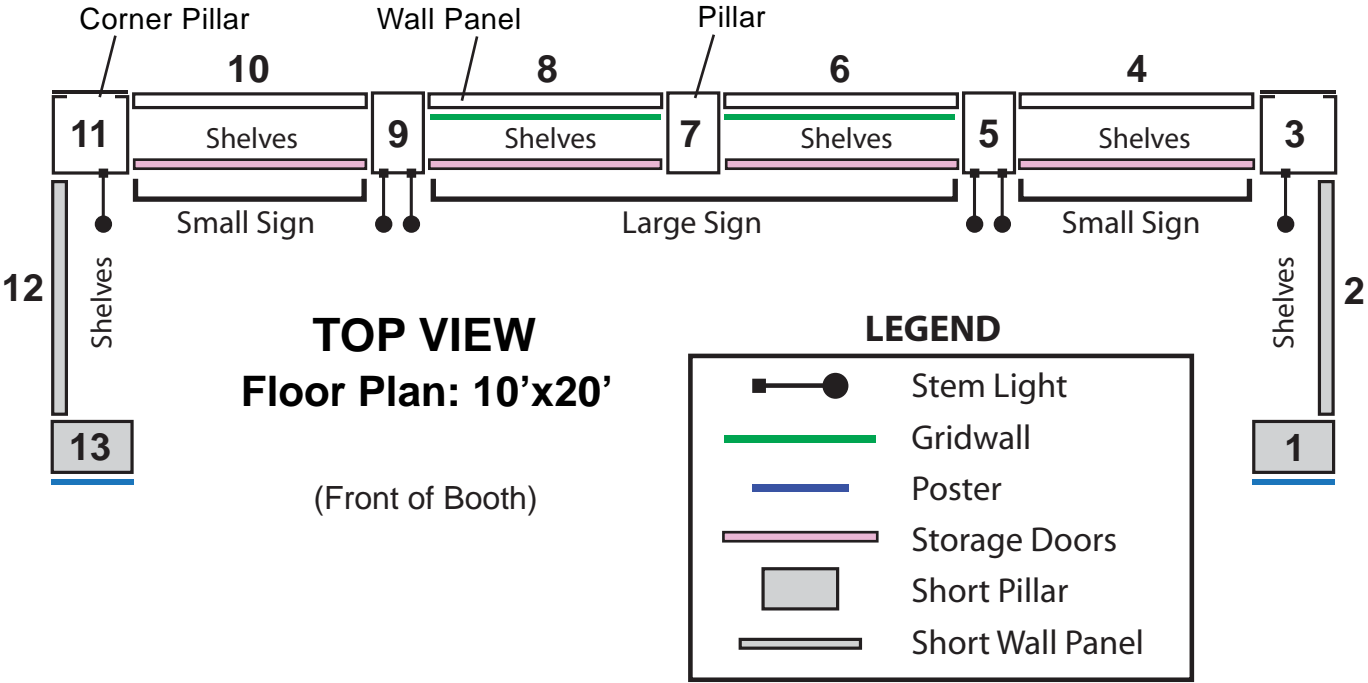 Corner Pillar
Wall Panel
Pillar
10
8
6
4
11
Shelves
9
Shelves
7
Shelves
5
Shelves
3
Small Sign
Large Sign
Small Sign
12
Shelves
Shelves
2
TOP VIEW
Floor Plan: 10’x20’
(Front of Booth)
13
1
LEGEND
Stem Light
Gridwall
Poster
Storage Doors
Short Pillar
Short Wall Panel